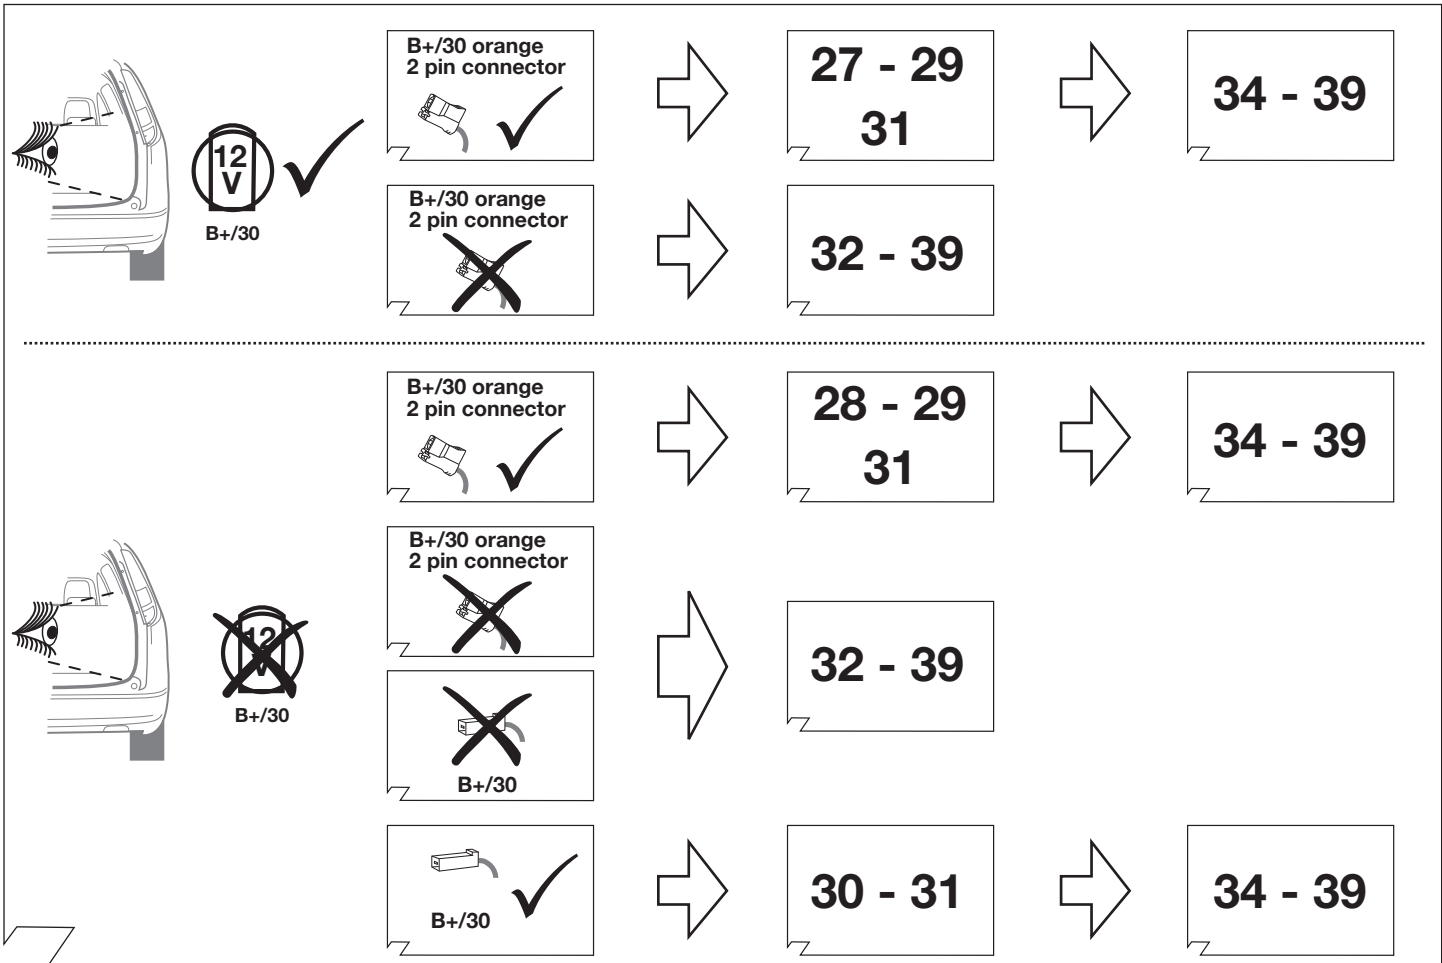 B+/30 orange
2 pin connector
27 - 29
31
34 - 39
12
V
B+/30
B+/30 orange
2 pin connector
32 - 39
B+/30 orange
2 pin connector
28 - 29
31
34 - 39
B+/30 orange
2 pin connector
12
V
B+/30
32 - 39
B+/30
B+/30
30 - 31
34 - 39